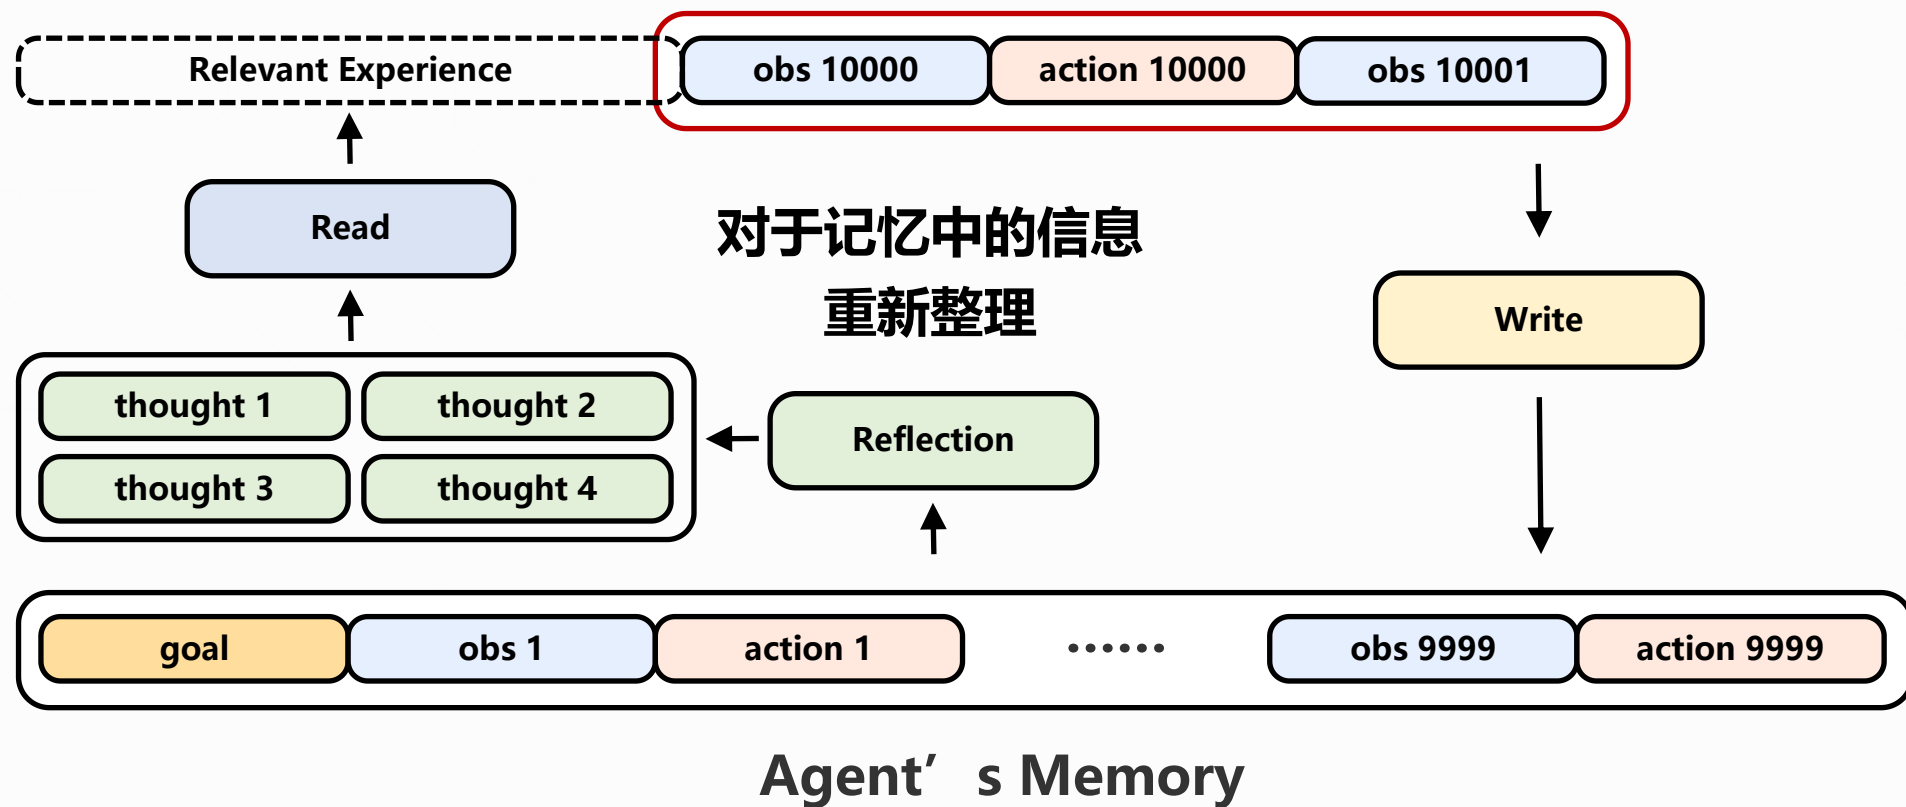 Relevant Experience obs 10000 action 10000 obs 10001
Read
对于记忆中的信息
重新整理
Write
thought 1 thought 2
Reflection
thought 3 thought 4
goal obs 1 action 1 ...... obs 9999 action 9999
Agent’s Memory